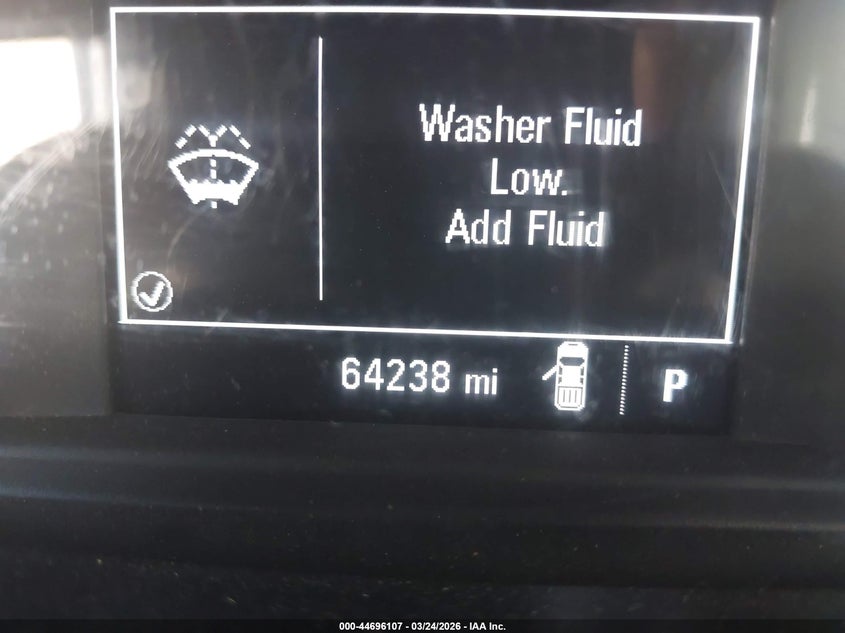 Washer Fluid
Low.
Add Fluid
64238 mi
P
000-44696107 - 03/24/2026 - IAA Inc.